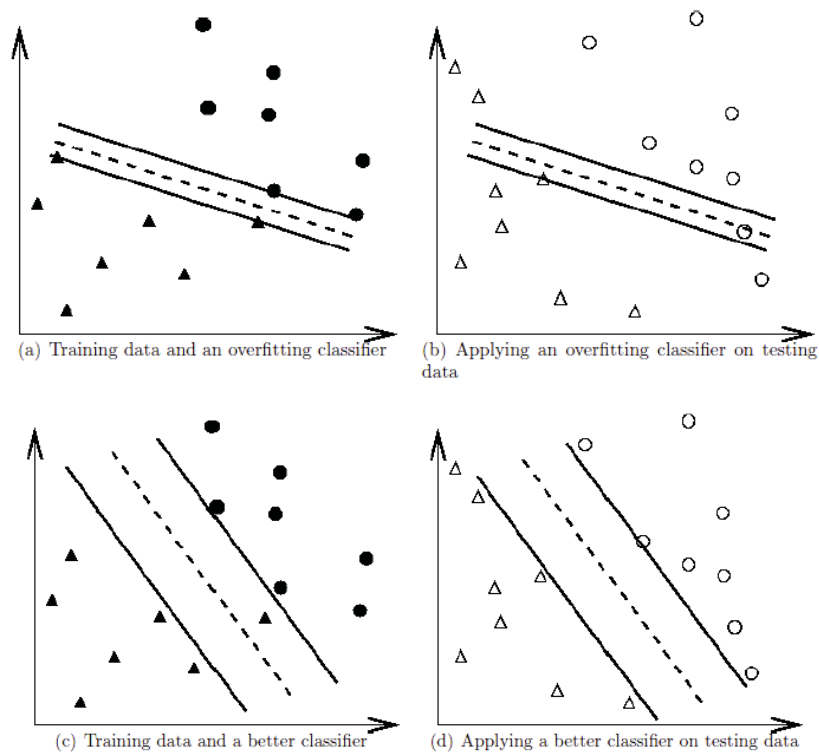 (a) Training data and an overfitting classifier
(b) Applying an overfitting classifier on testing
data
(c) Training data and a better classifier
(d) Applying a better classifier on testing data